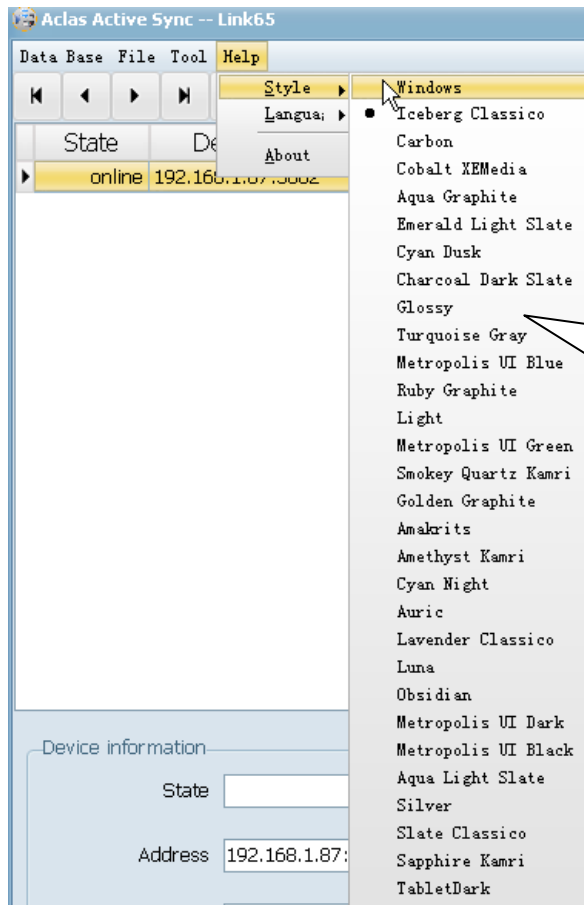 Aclas Active Sync -- Link65
Data Base File Tool Help
Style
Langua
About
State De
online 192.168.1.87:5002
Windows
Iceberg Classico
Carbon
Cobalt XEMedia
Aqua Graphite
Emerald Light Slate
Cyan Dusk
Charcoal Dark Slate
Glossy
Turquoise Gray
Metropolis UI Blue
Ruby Graphite
Light
Metropolis UI Green
Smokey Quartz Kamri
Golden Graphite
Amakrits
Amethyst Kamri
Cyan Night
Auric
Lavender Classico
Luna
Obsidian
Metropolis UI Dark
Metropolis UI Black
Aqua Light Slate
Silver
Slate Classico
Sapphire Kamri
TabletDark
Device information
State
Address 192.168.1.87: